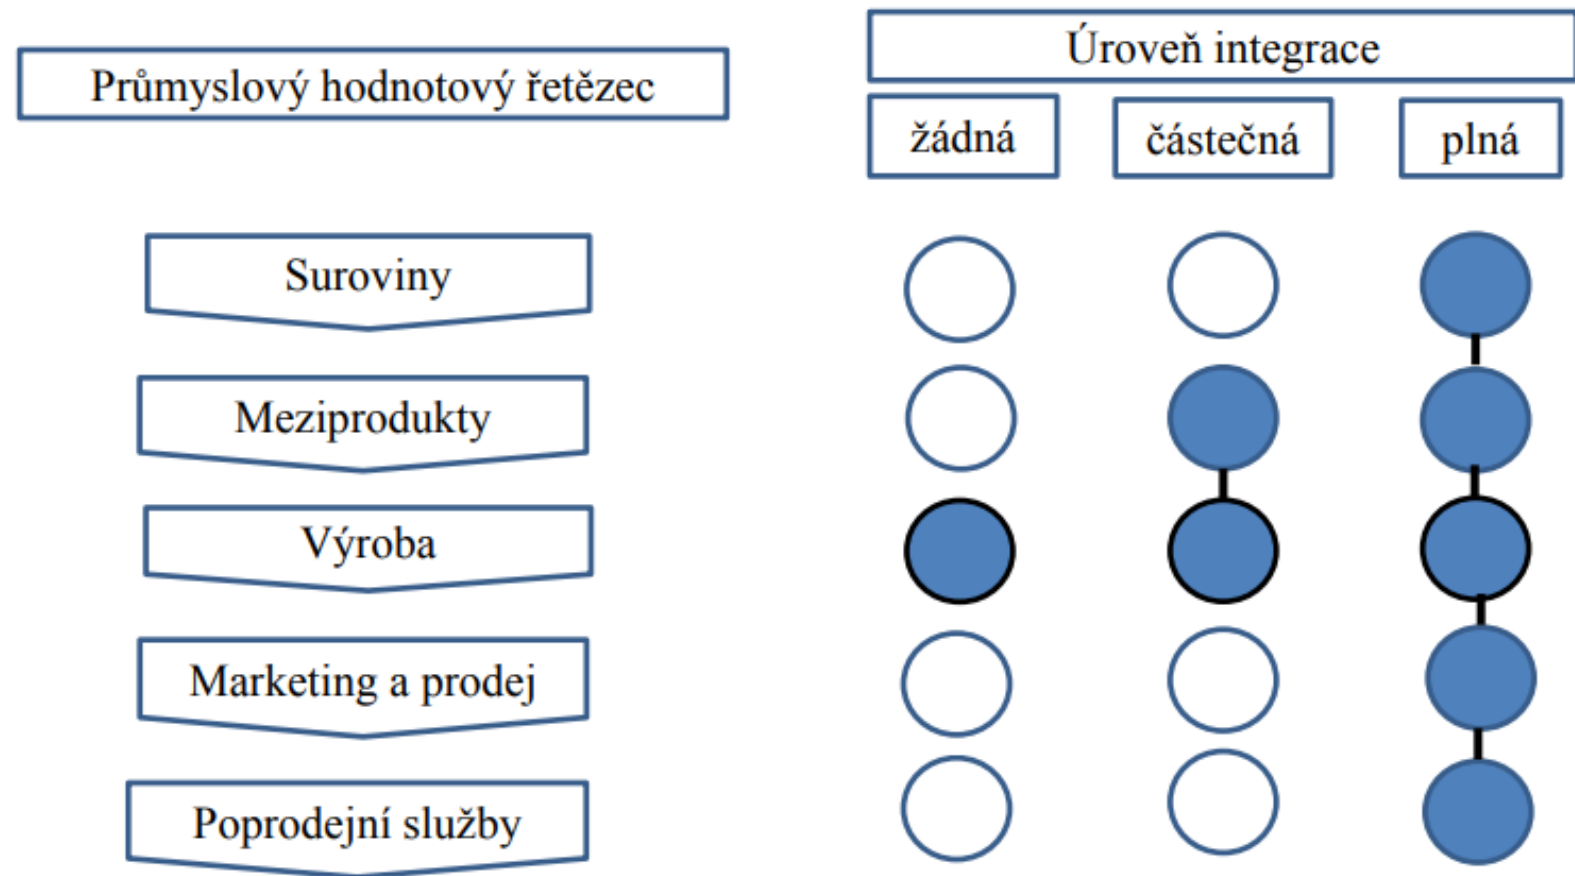 Průmyslový hodnotový řetězec
Úroveň integrace
žádná
částečná
plná
Suroviny
Meziprodukty
Výroba
Marketing a prodej
Poprodejní služby